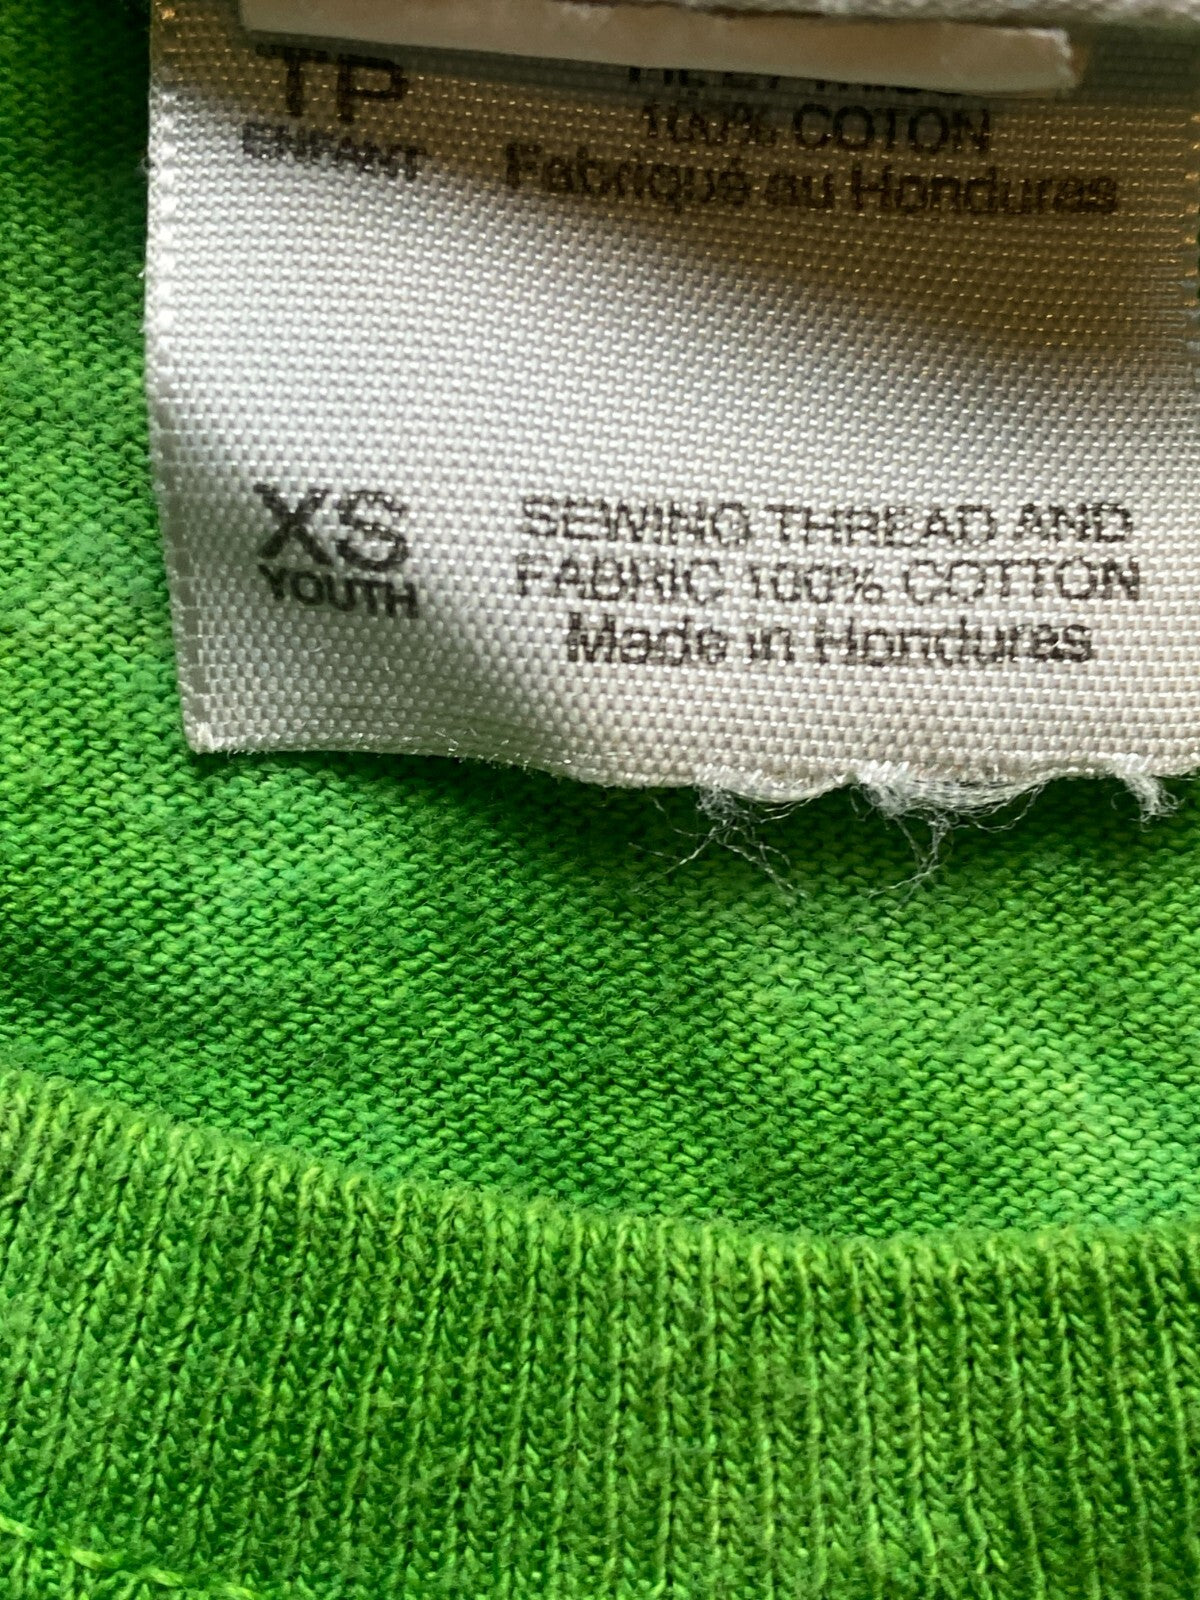 TP
ENFANT
100% COTON
Fabriqué au Honduras
XS
YOUTH
SEWING THREAD AND
FABRIC 100% COTTON
Made in Honduras